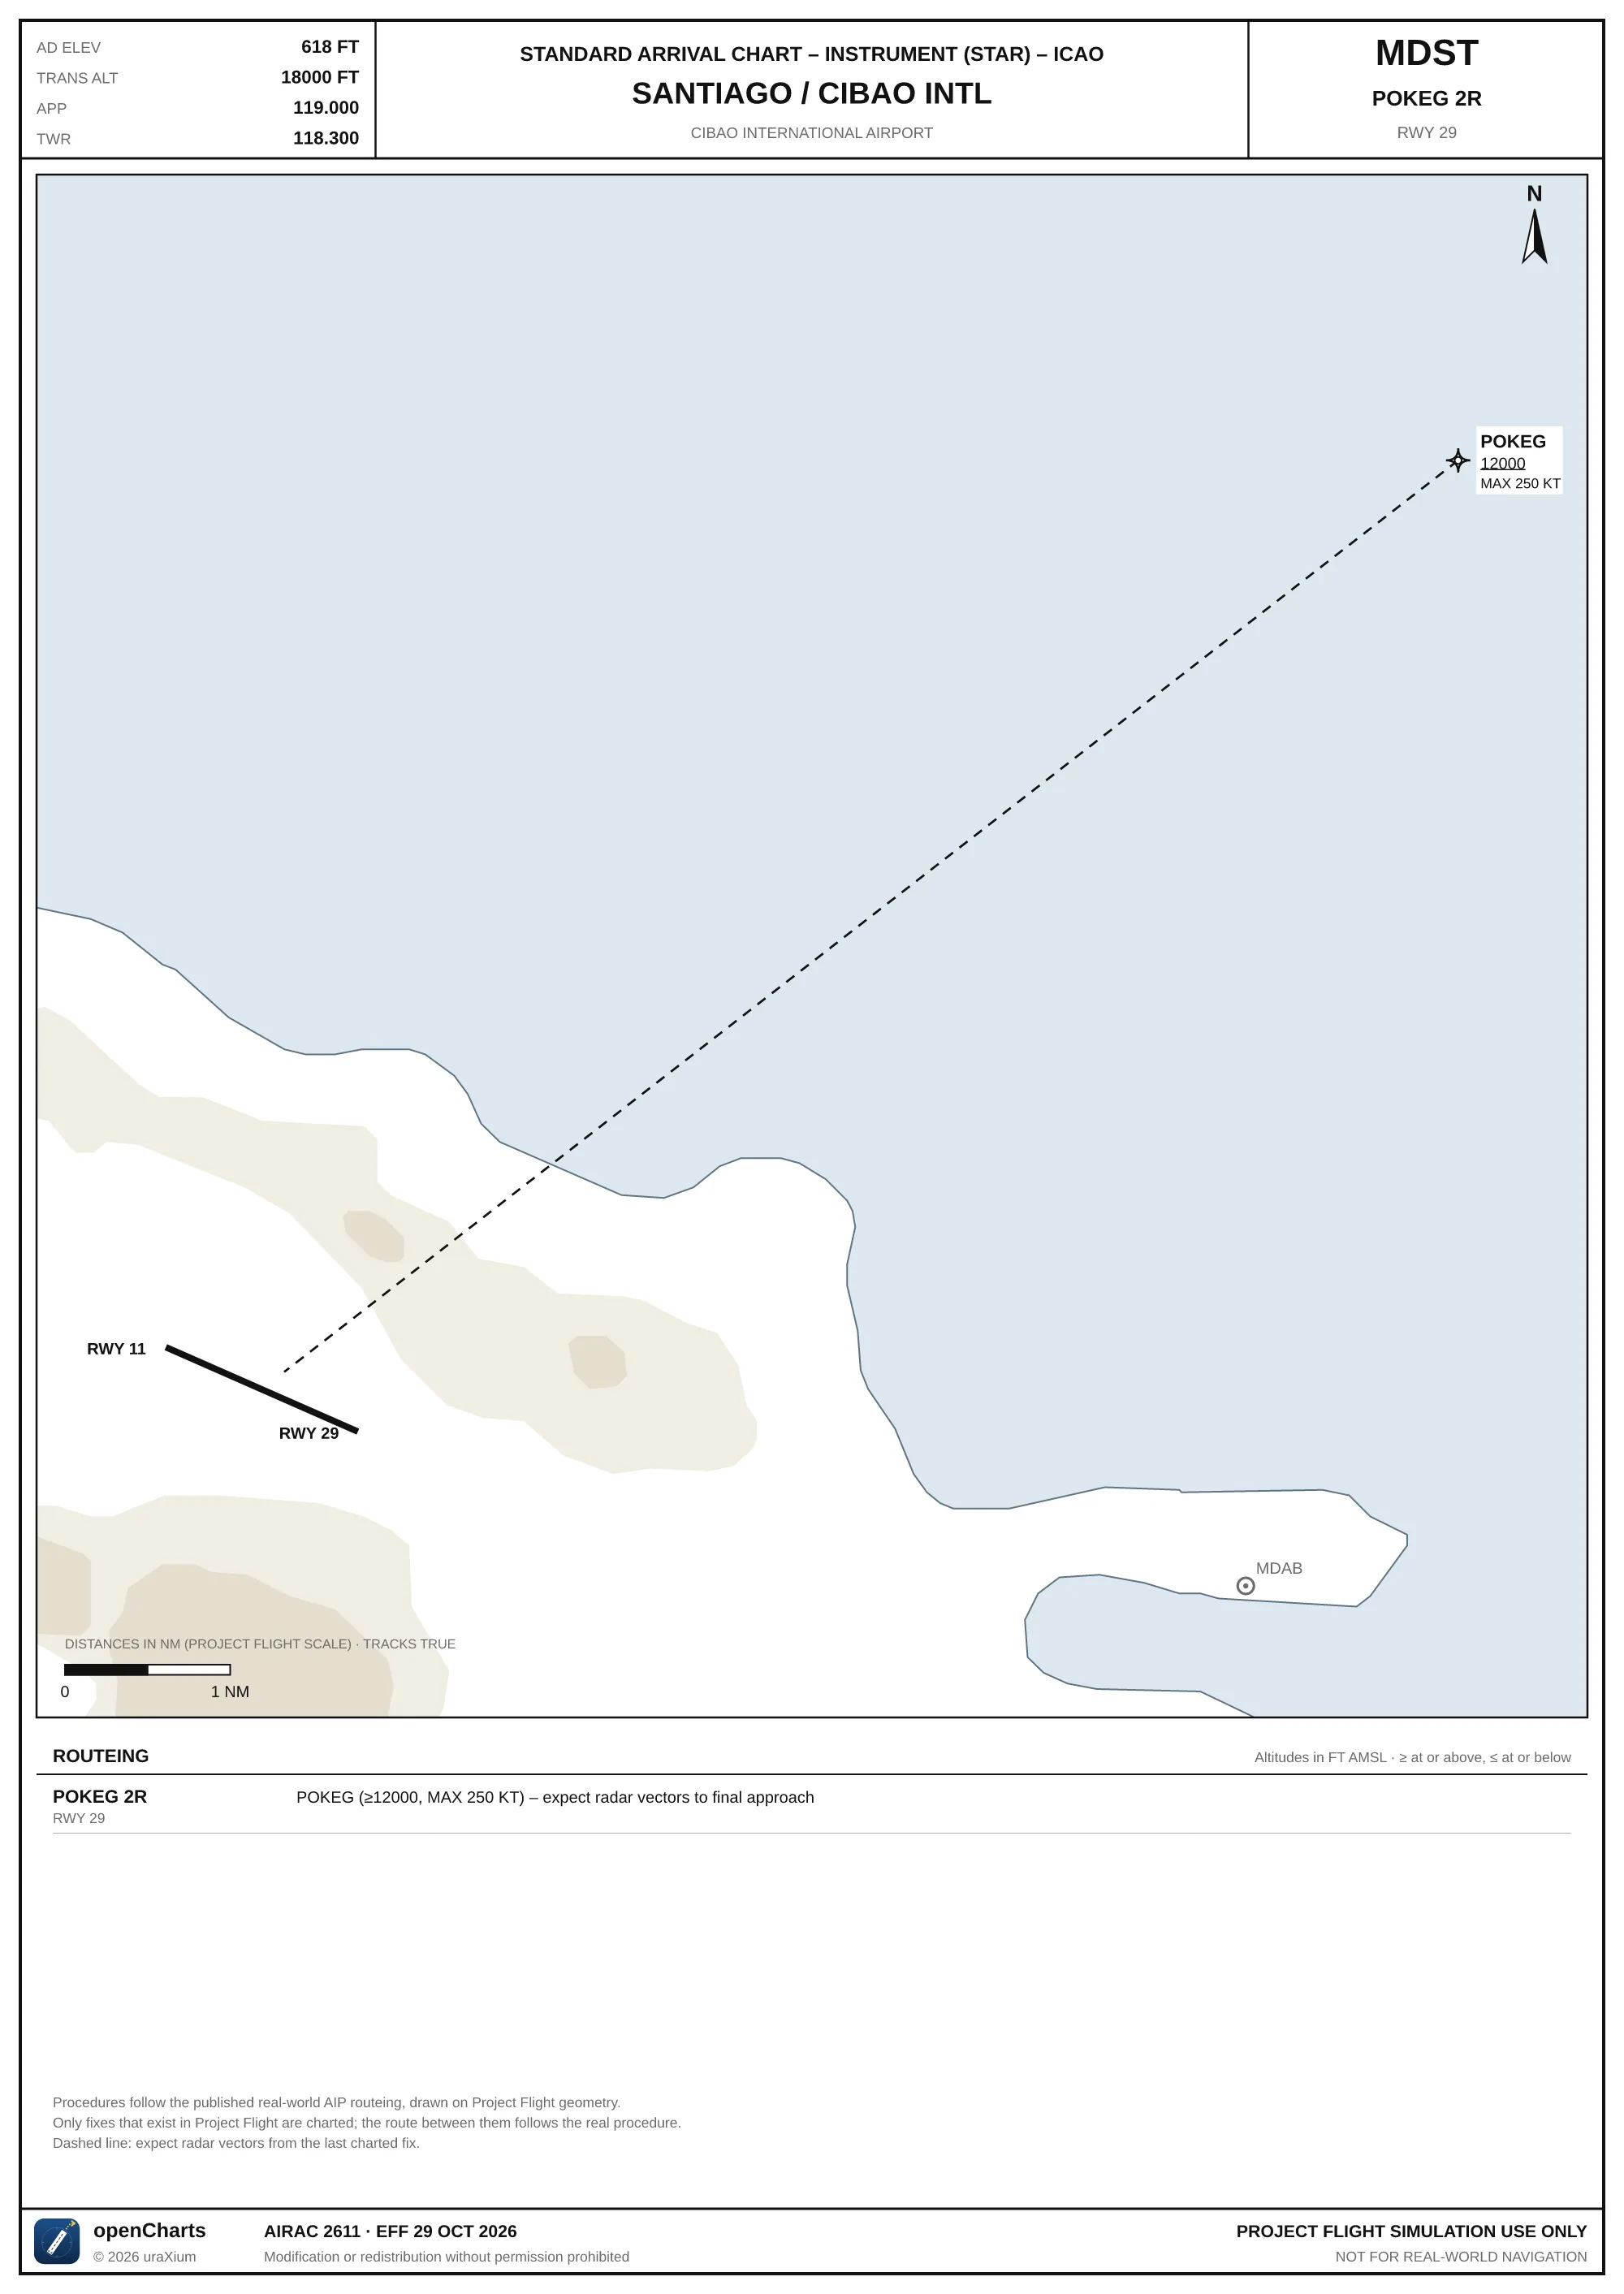 AD ELEV 618 FT
TRANS ALT 18000 FT
APP 119.000
TWR 118.300
STANDARD ARRIVAL CHART – INSTRUMENT (STAR) – ICAO
SANTIAGO / CIBAO INTL
CIBAO INTERNATIONAL AIRPORT
MDST
POKEG 2R
RWY 29
N
POKEG
12000
MAX 250 KT
RWY 11
RWY 29
MDAB
DISTANCES IN NM (PROJECT FLIGHT SCALE) · TRACKS TRUE
0 1 NM
ROUTEING Altitudes in FT AMSL · ≥ at or above, ≤ at or below
POKEG 2R POKEG (≥12000, MAX 250 KT) – expect radar vectors to final approach
RWY 29
Procedures follow the published real-world AIP routeing, drawn on Project Flight geometry.
Only fixes that exist in Project Flight are charted; the route between them follows the real procedure.
Dashed line: expect radar vectors from the last charted fix.
openCharts AIRAC 2611 · EFF 29 OCT 2026 PROJECT FLIGHT SIMULATION USE ONLY
© 2026 uraXium Modification or redistribution without permission prohibited NOT FOR REAL-WORLD NAVIGATION